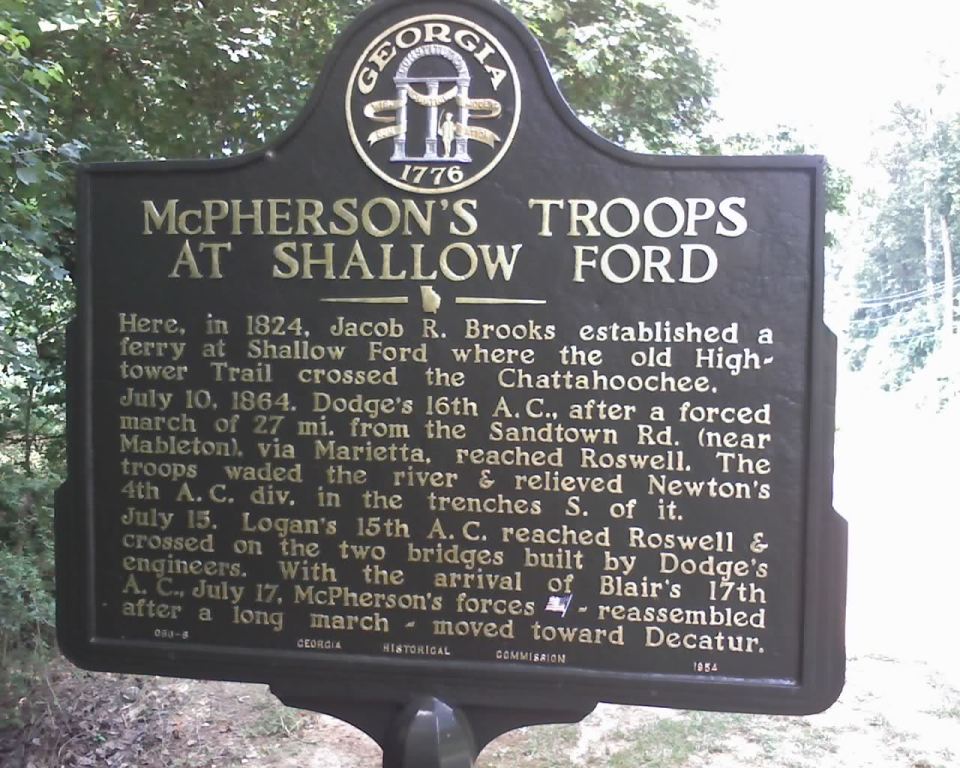 GEORGIA
1776
McPHERSON'S TROOPS
AT SHALLOW FORD
Here, in 1824, Jacob R. Brooks established a
ferry at Shallow Ford where the old High-
tower Trail crossed the Chattahoochee.
July 10, 1864. Dodge's 16th A.C., after a forced
march of 27 mi. from the Sandtown Rd. (near
Mableton), via Marietta, reached Roswell. The
troops waded the river & relieved Newton's
4th A.C. div. in the trenches S. of it.
July 15. Logan's 15th A.C. reached Roswell &
crossed on the two bridges built by Dodge's
engineers. With the arrival of Blair's 17th
A.C., July 17, McPherson's forces - reassembled
after a long march - moved toward Decatur.
GEORGIA HISTORICAL COMMISSION 1954